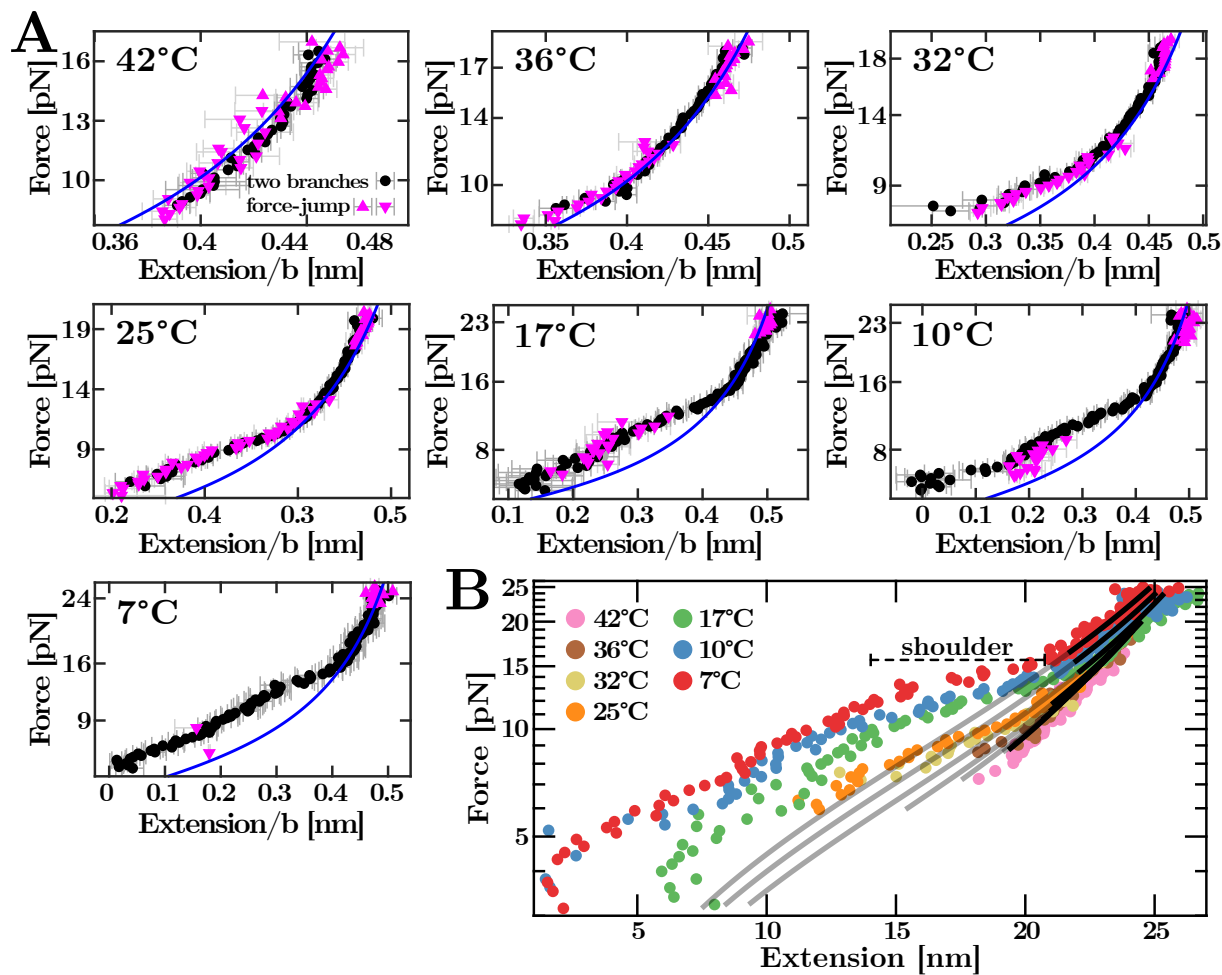 A
42°C
16
13
10
Force [pN]
two branches
force-jump
0.36 0.4 0.44 0.48
Extension/b [nm]
36°C
17
14
10
Force [pN]
0.35 0.4 0.45 0.5
Extension/b [nm]
32°C
18
14
9
Force [pN]
0.25 0.3 0.35 0.4 0.45 0.5
Extension/b [nm]
25°C
19
14
9
Force [pN]
0.2 0.4 0.3 0.5
Extension/b [nm]
17°C
23
16
8
Force [pN]
0.1 0.2 0.3 0.4 0.5
Extension/b [nm]
10°C
23
16
8
Force [pN]
0 0.1 0.2 0.3 0.4 0.5
Extension/b [nm]
7°C
24
16
9
Force [pN]
0 0.1 0.2 0.3 0.4 0.5
Extension/b [nm]
B
42°C 17°C
36°C 10°C
32°C 7°C
25°C
shoulder
25
20
15
10
5
Force [pN]
5 10 15 20 25
Extension [nm]